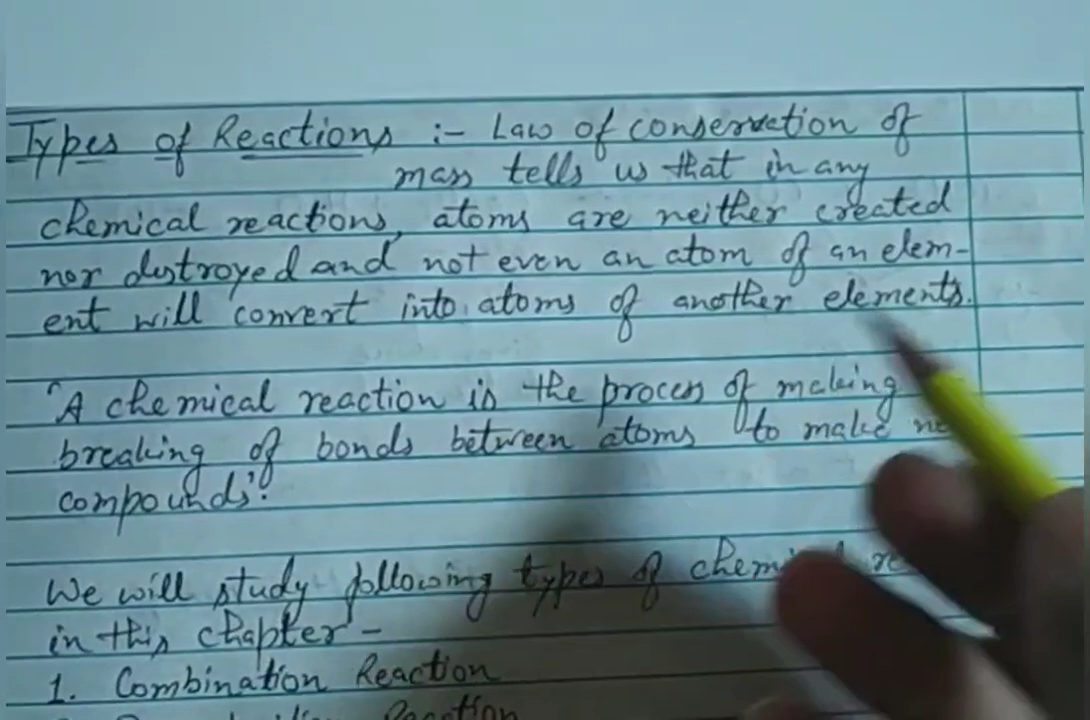 Types of Reactions :- Law of conservation of
mass tells us that in any
chemical reactions, atoms are neither created
nor destroyed and not even an atom of an elem-
ent will convert into atoms of another elements.
"A chemical reaction is the process of making
breaking of bonds between atoms to make
compounds".
We will study following types of
in this chapter -
1. Combination Reaction
Reaction